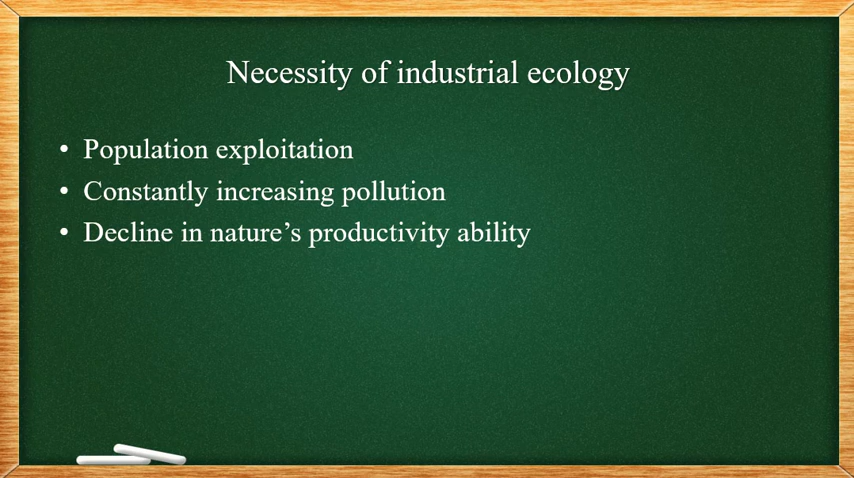 Necessity of industrial ecology
• Population exploitation
• Constantly increasing pollution
• Decline in nature’s productivity ability